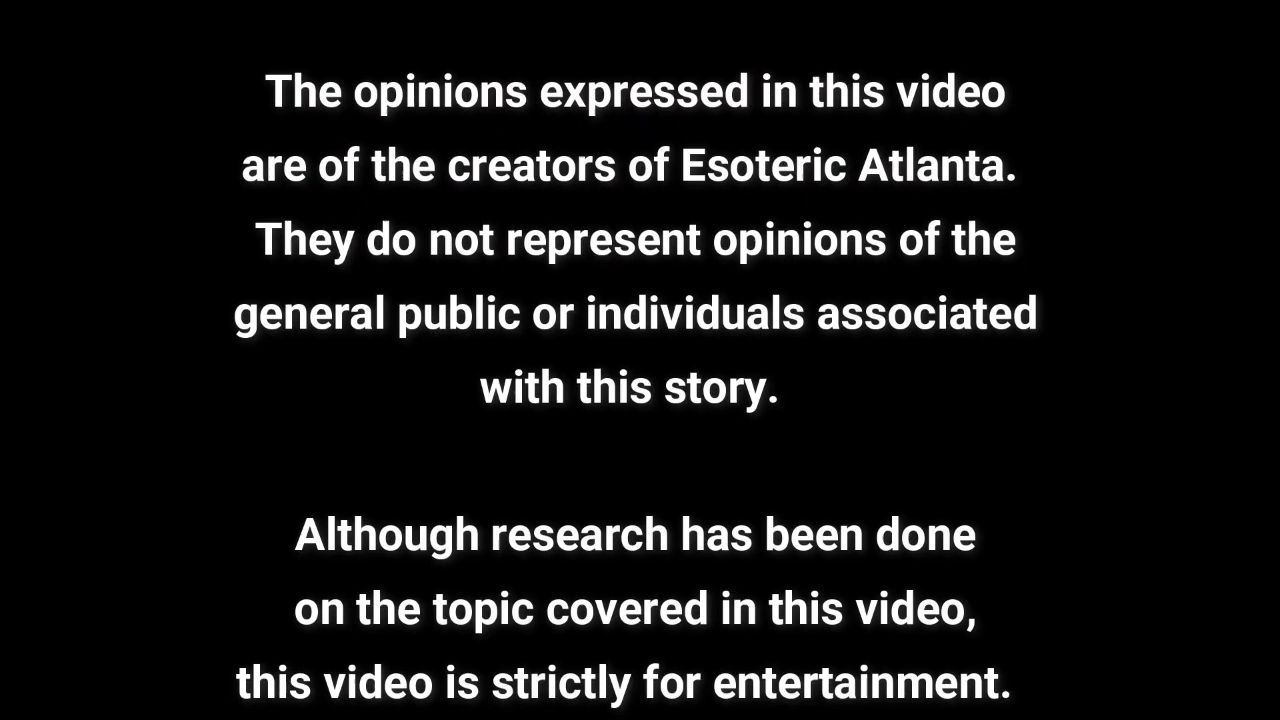 The opinions expressed in this video
are of the creators of Esoteric Atlanta.
They do not represent opinions of the
general public or individuals associated
with this story.
Although research has been done
on the topic covered in this video,
this video is strictly for entertainment.